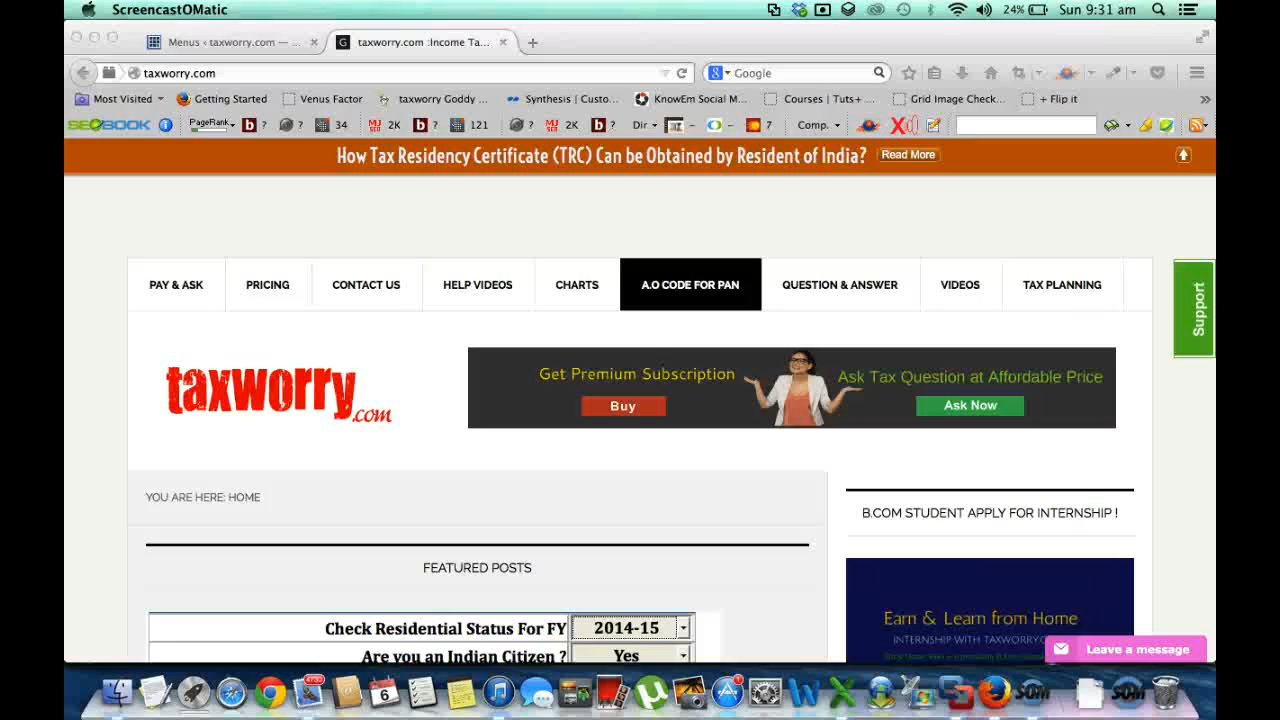 ScreencastOMatic
24%
Sun 9:31 am
Menus ‹ taxworry.com — ...
taxworry.com :Income Ta...
taxworry.com
Google
Most Visited
Getting Started
Venus Factor
taxworry Goddy ...
Synthesis | Custo...
KnowEm Social M...
Courses | Tuts+ ...
Grid Image Check...
+ Flip it
SEOBOOK
PageRank
?
?
34
2K
?
121
?
2K
?
Dir
–
–
?
Comp.
How Tax Residency Certificate (TRC) Can be Obtained by Resident of India?
Read More
PAY & ASK
PRICING
CONTACT US
HELP VIDEOS
CHARTS
A.O CODE FOR PAN
QUESTION & ANSWER
VIDEOS
TAX PLANNING
Support
taxworry.com
Get Premium Subscription
Buy
Ask Tax Question at Affordable Price
Ask Now
YOU ARE HERE: HOME
B.COM STUDENT APPLY FOR INTERNSHIP !
FEATURED POSTS
Check Residential Status For FY
2014-15
Are you an Indian Citizen ?
Yes
Earn & Learn from Home
INTERNSHIP WITH TAXWORRY.C
Leave a message
4730
6
1
SOM
SOM